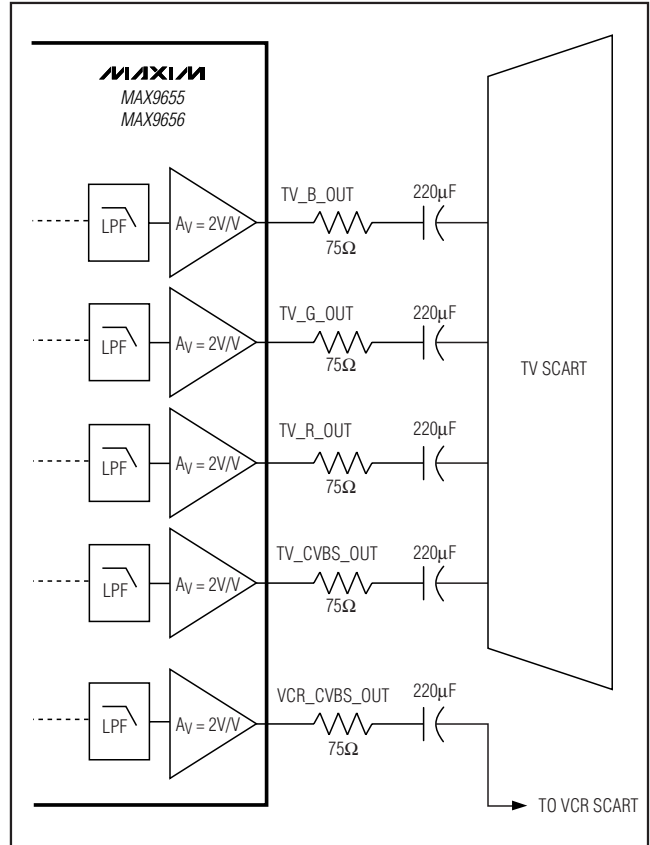 MAXIM
MAX9655
MAX9656
TV_B_OUT
220µF
LPF
AV = 2V/V
75Ω
TV_G_OUT
220µF
LPF
AV = 2V/V
75Ω
TV SCART
TV_R_OUT
220µF
LPF
AV = 2V/V
75Ω
TV_CVBS_OUT
220µF
LPF
AV = 2V/V
75Ω
VCR_CVBS_OUT
220µF
LPF
AV = 2V/V
75Ω
TO VCR SCART